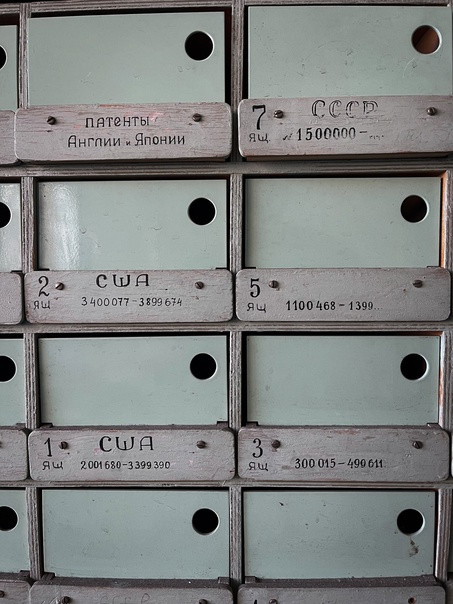 патенты
Англии и Японии
7 СССР
ящ. 1500000-
2 США
ящ 3400077-3899674
5
ящ 1100468-1399...
1 США
ящ 2001680-3399390
3
ящ 300015-499611